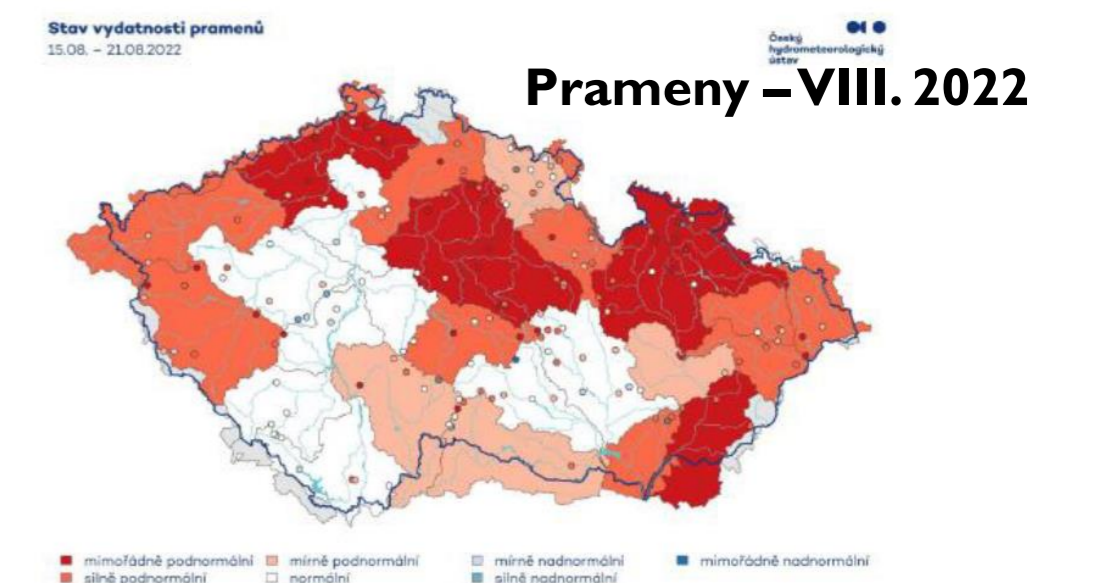 Stav vydatnosti pramenů
15.08. – 21.08.2022
Český
hydrometeorologický
ústav
Prameny – VIII. 2022
mimořádně podnormální
mírně podnormální
mírně nadnormální
mimořádně nadnormální
silně podnormální
normální
silně nadnormální